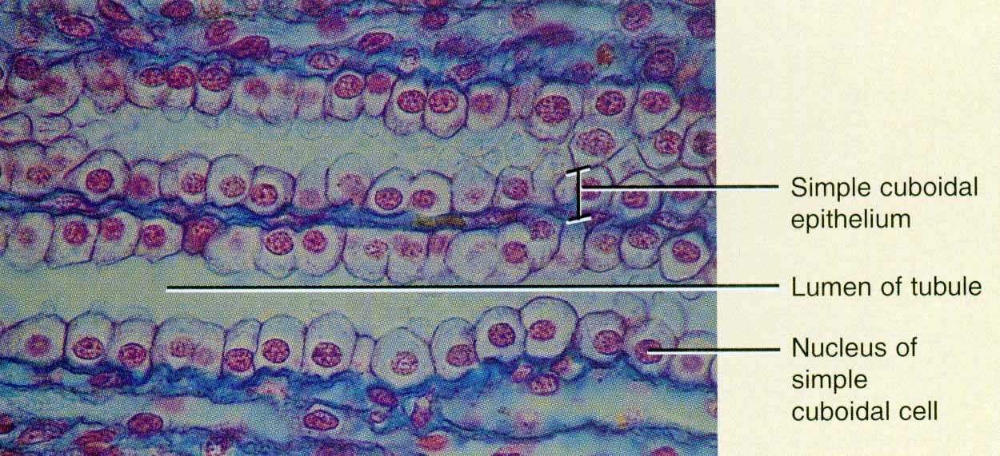 Simple cuboidal
epithelium
Lumen of tubule
Nucleus of
simple
cuboidal cell